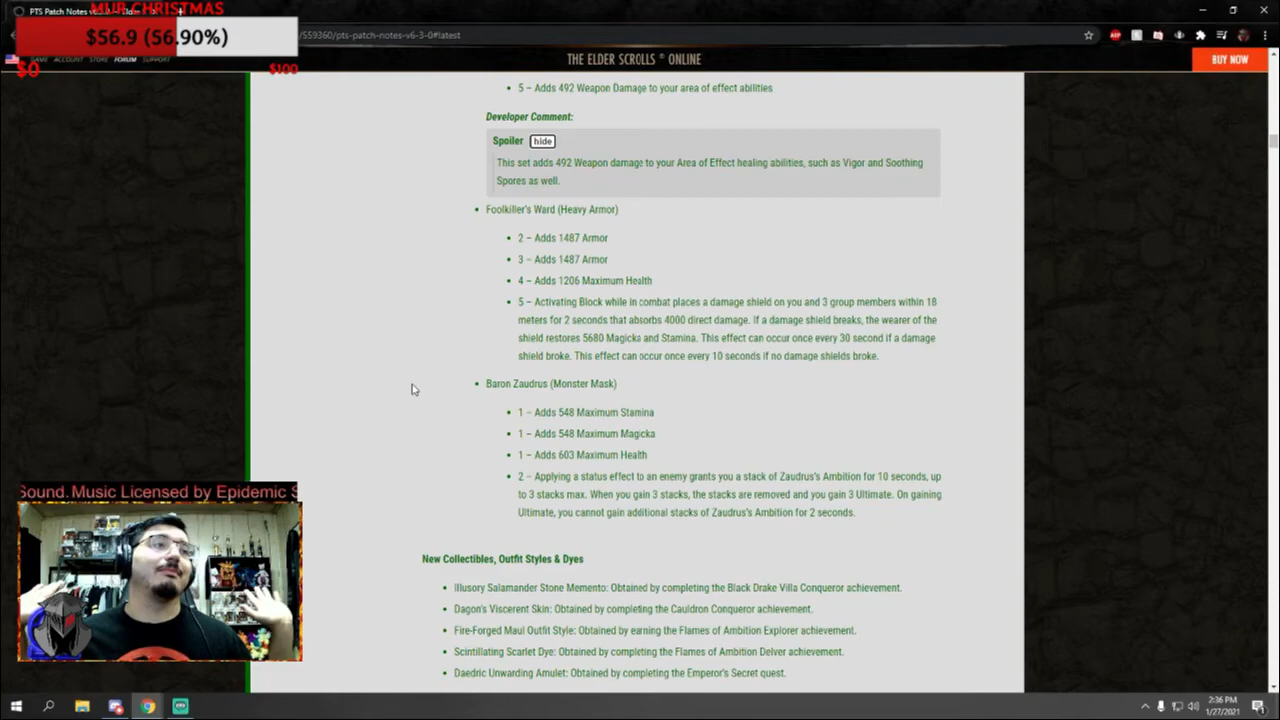 MUB CHRISTMAS
PTS Patch Notes
$56.9 (56.90%)
$0
$100
559360/pts-patch-notes-v6-3-0#latest
GAME ACCOUNT STORE FORUM SUPPORT
THE ELDER SCROLLS ® ONLINE
BUY NOW
5 – Adds 492 Weapon Damage to your area of effect abilities
Developer Comment:
Spoiler hide
This set adds 492 Weapon damage to your Area of Effect healing abilities, such as Vigor and Soothing
Spores as well.
Foolkiller's Ward (Heavy Armor)
2 – Adds 1487 Armor
3 – Adds 1487 Armor
4 – Adds 1206 Maximum Health
5 – Activating Block while in combat places a damage shield on you and 3 group members within 18
meters for 2 seconds that absorbs 4000 direct damage. If a damage shield breaks, the wearer of the
shield restores 5680 Magicka and Stamina. This effect can occur once every 30 second if a damage
shield broke. This effect can occur once every 10 seconds if no damage shields broke.
Baron Zaudrus (Monster Mask)
1 – Adds 548 Maximum Stamina
1 – Adds 548 Maximum Magicka
1 – Adds 603 Maximum Health
2 – Applying a status effect to an enemy grants you a stack of Zaudrus's Ambition for 10 seconds, up
to 3 stacks max. When you gain 3 stacks, the stacks are removed and you gain 3 Ultimate. On gaining
Ultimate, you cannot gain additional stacks of Zaudrus's Ambition for 2 seconds.
Sound. Music Licensed by Epidemic S
New Collectibles, Outfit Styles & Dyes
Illusory Salamander Stone Memento: Obtained by completing the Black Drake Villa Conqueror achievement.
Dagon's Viscerent Skin: Obtained by completing the Cauldron Conqueror achievement.
Fire-Forged Maul Outfit Style: Obtained by earning the Flames of Ambition Explorer achievement.
Scintillating Scarlet Dye: Obtained by completing the Flames of Ambition Delver achievement.
Daedric Unwarding Amulet: Obtained by completing the Emperor's Secret quest.
2:36 PM
1/27/2021